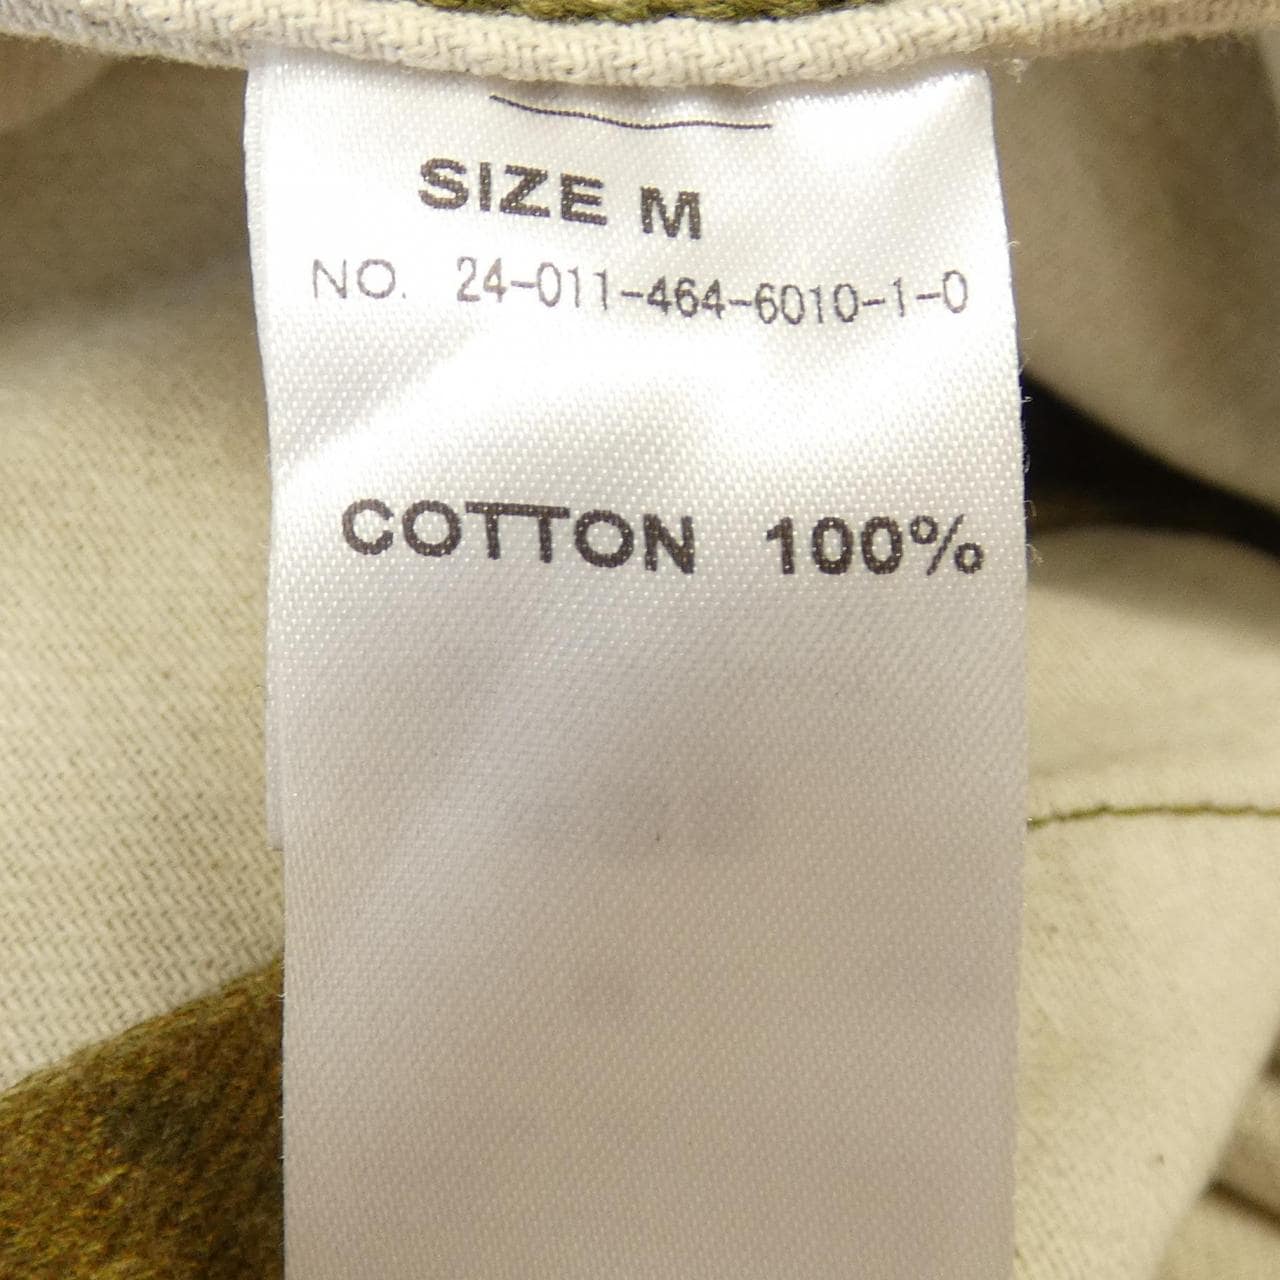 SIZE M
NO. 24-011-464-6010-1-0
COTTON 100%